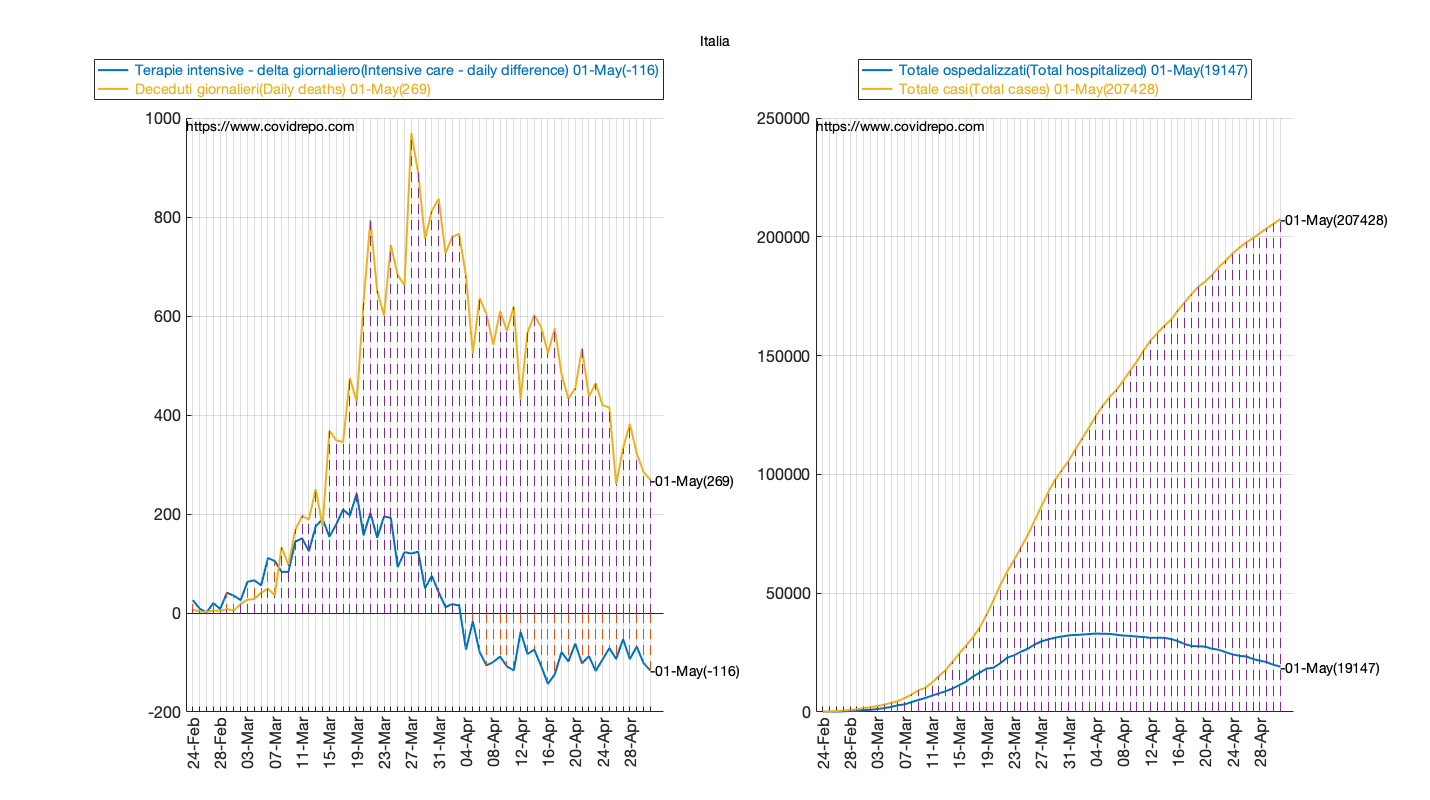 Italia
Terapie intensive - delta giornaliero(Intensive care - daily difference) 01-May(-116)
Deceduti giornalieri(Daily deaths) 01-May(269)
1000
https://www.covidrepo.com
800
600
400
200
0
-200
01-May(269)
01-May(-116)
24-Feb
28-Feb
03-Mar
07-Mar
11-Mar
15-Mar
19-Mar
23-Mar
27-Mar
31-Mar
04-Apr
08-Apr
12-Apr
16-Apr
20-Apr
24-Apr
28-Apr
Totale ospedalizzati(Total hospitalized) 01-May(19147)
Totale casi(Total cases) 01-May(207428)
250000
https://www.covidrepo.com
200000
150000
100000
50000
0
01-May(207428)
01-May(19147)
24-Feb
28-Feb
03-Mar
07-Mar
11-Mar
15-Mar
19-Mar
23-Mar
27-Mar
31-Mar
04-Apr
08-Apr
12-Apr
16-Apr
20-Apr
24-Apr
28-Apr